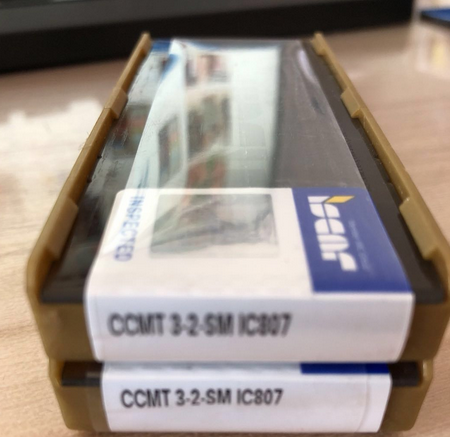 INSPECTED
ISCAR
CCMT 3-2-SM IC807
CCMT 3-2-SM IC807